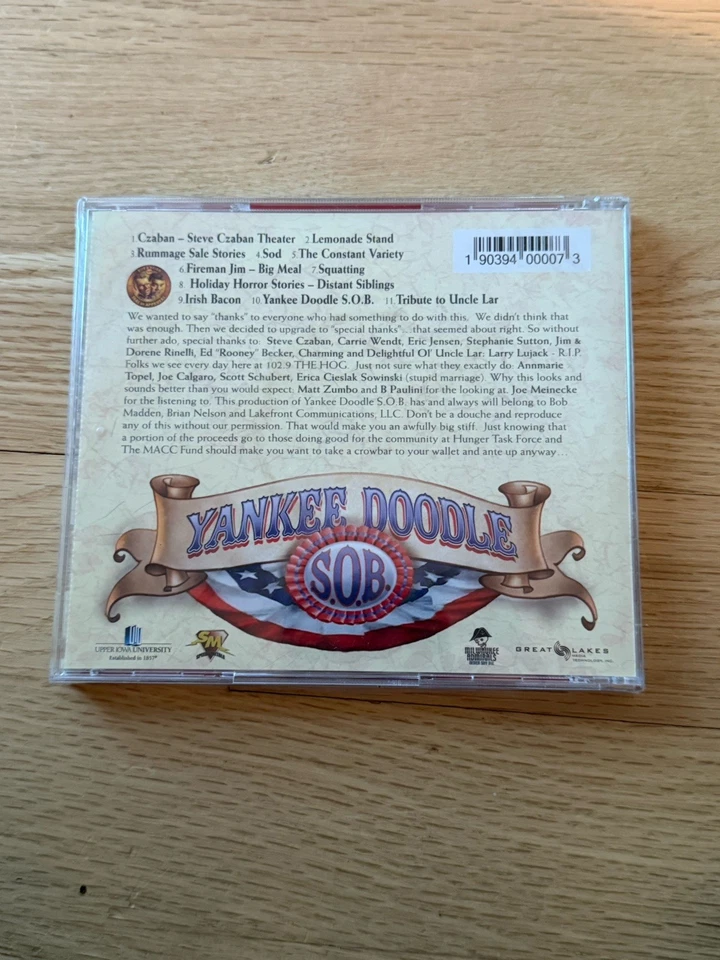 1 Czaban – Steve Czaban Theater 2 Lemonade Stand
3 Rummage Sale Stories 4 Sod 5 The Constant Variety
6 Fireman Jim – Big Meal 7 Squatting
8 Holiday Horror Stories – Distant Siblings
9 Irish Bacon 10 Yankee Doodle S.O.B. 11 Tribute to Uncle Lar
1 90394 00007 3
We wanted to say "thanks" to everyone who had something to do with this. We didn't think that
was enough. Then we decided to upgrade to "special thanks"...that seemed about right. So without
further ado, special thanks to: Steve Czaban, Carrie Wendt, Eric Jensen, Stephanie Sutton, Jim &
Dorene Rinelli, Ed "Rooney" Becker, Charming and Delightful Ol' Uncle Lar: Larry Lujack - R.I.P.
Folks we see every day here at 102.9 THE HOG. Just not sure what they exactly do: Annmarie
Topel, Joe Calgaro, Scott Schubert, Erica Cieslak Sowinski (stupid marriage). Why this looks and
sounds better than you would expect: Matt Zumbo and B Paulini for the looking at. Joe Meinecke
for the listening to. This production of Yankee Doodle S.O.B. has and always will belong to Bob
Madden, Brian Nelson and Lakefront Communications, LLC. Don't be a douche and reproduce
any of this without our permission. That would make you an awfully big stiff. Just knowing that
a portion of the proceeds go to those doing good for the community at Hunger Task Force and
The MACC Fund should make you want to take a crowbar to your wallet and ante up anyway...
YANKEE DOODLE
S.O.B.
UPPER IOWA UNIVERSITY
Established in 1857®
SM
MILWAUKEE
ADMIRALS
GREAT LAKES
MEDIA
TECHNOLOGY, INC.